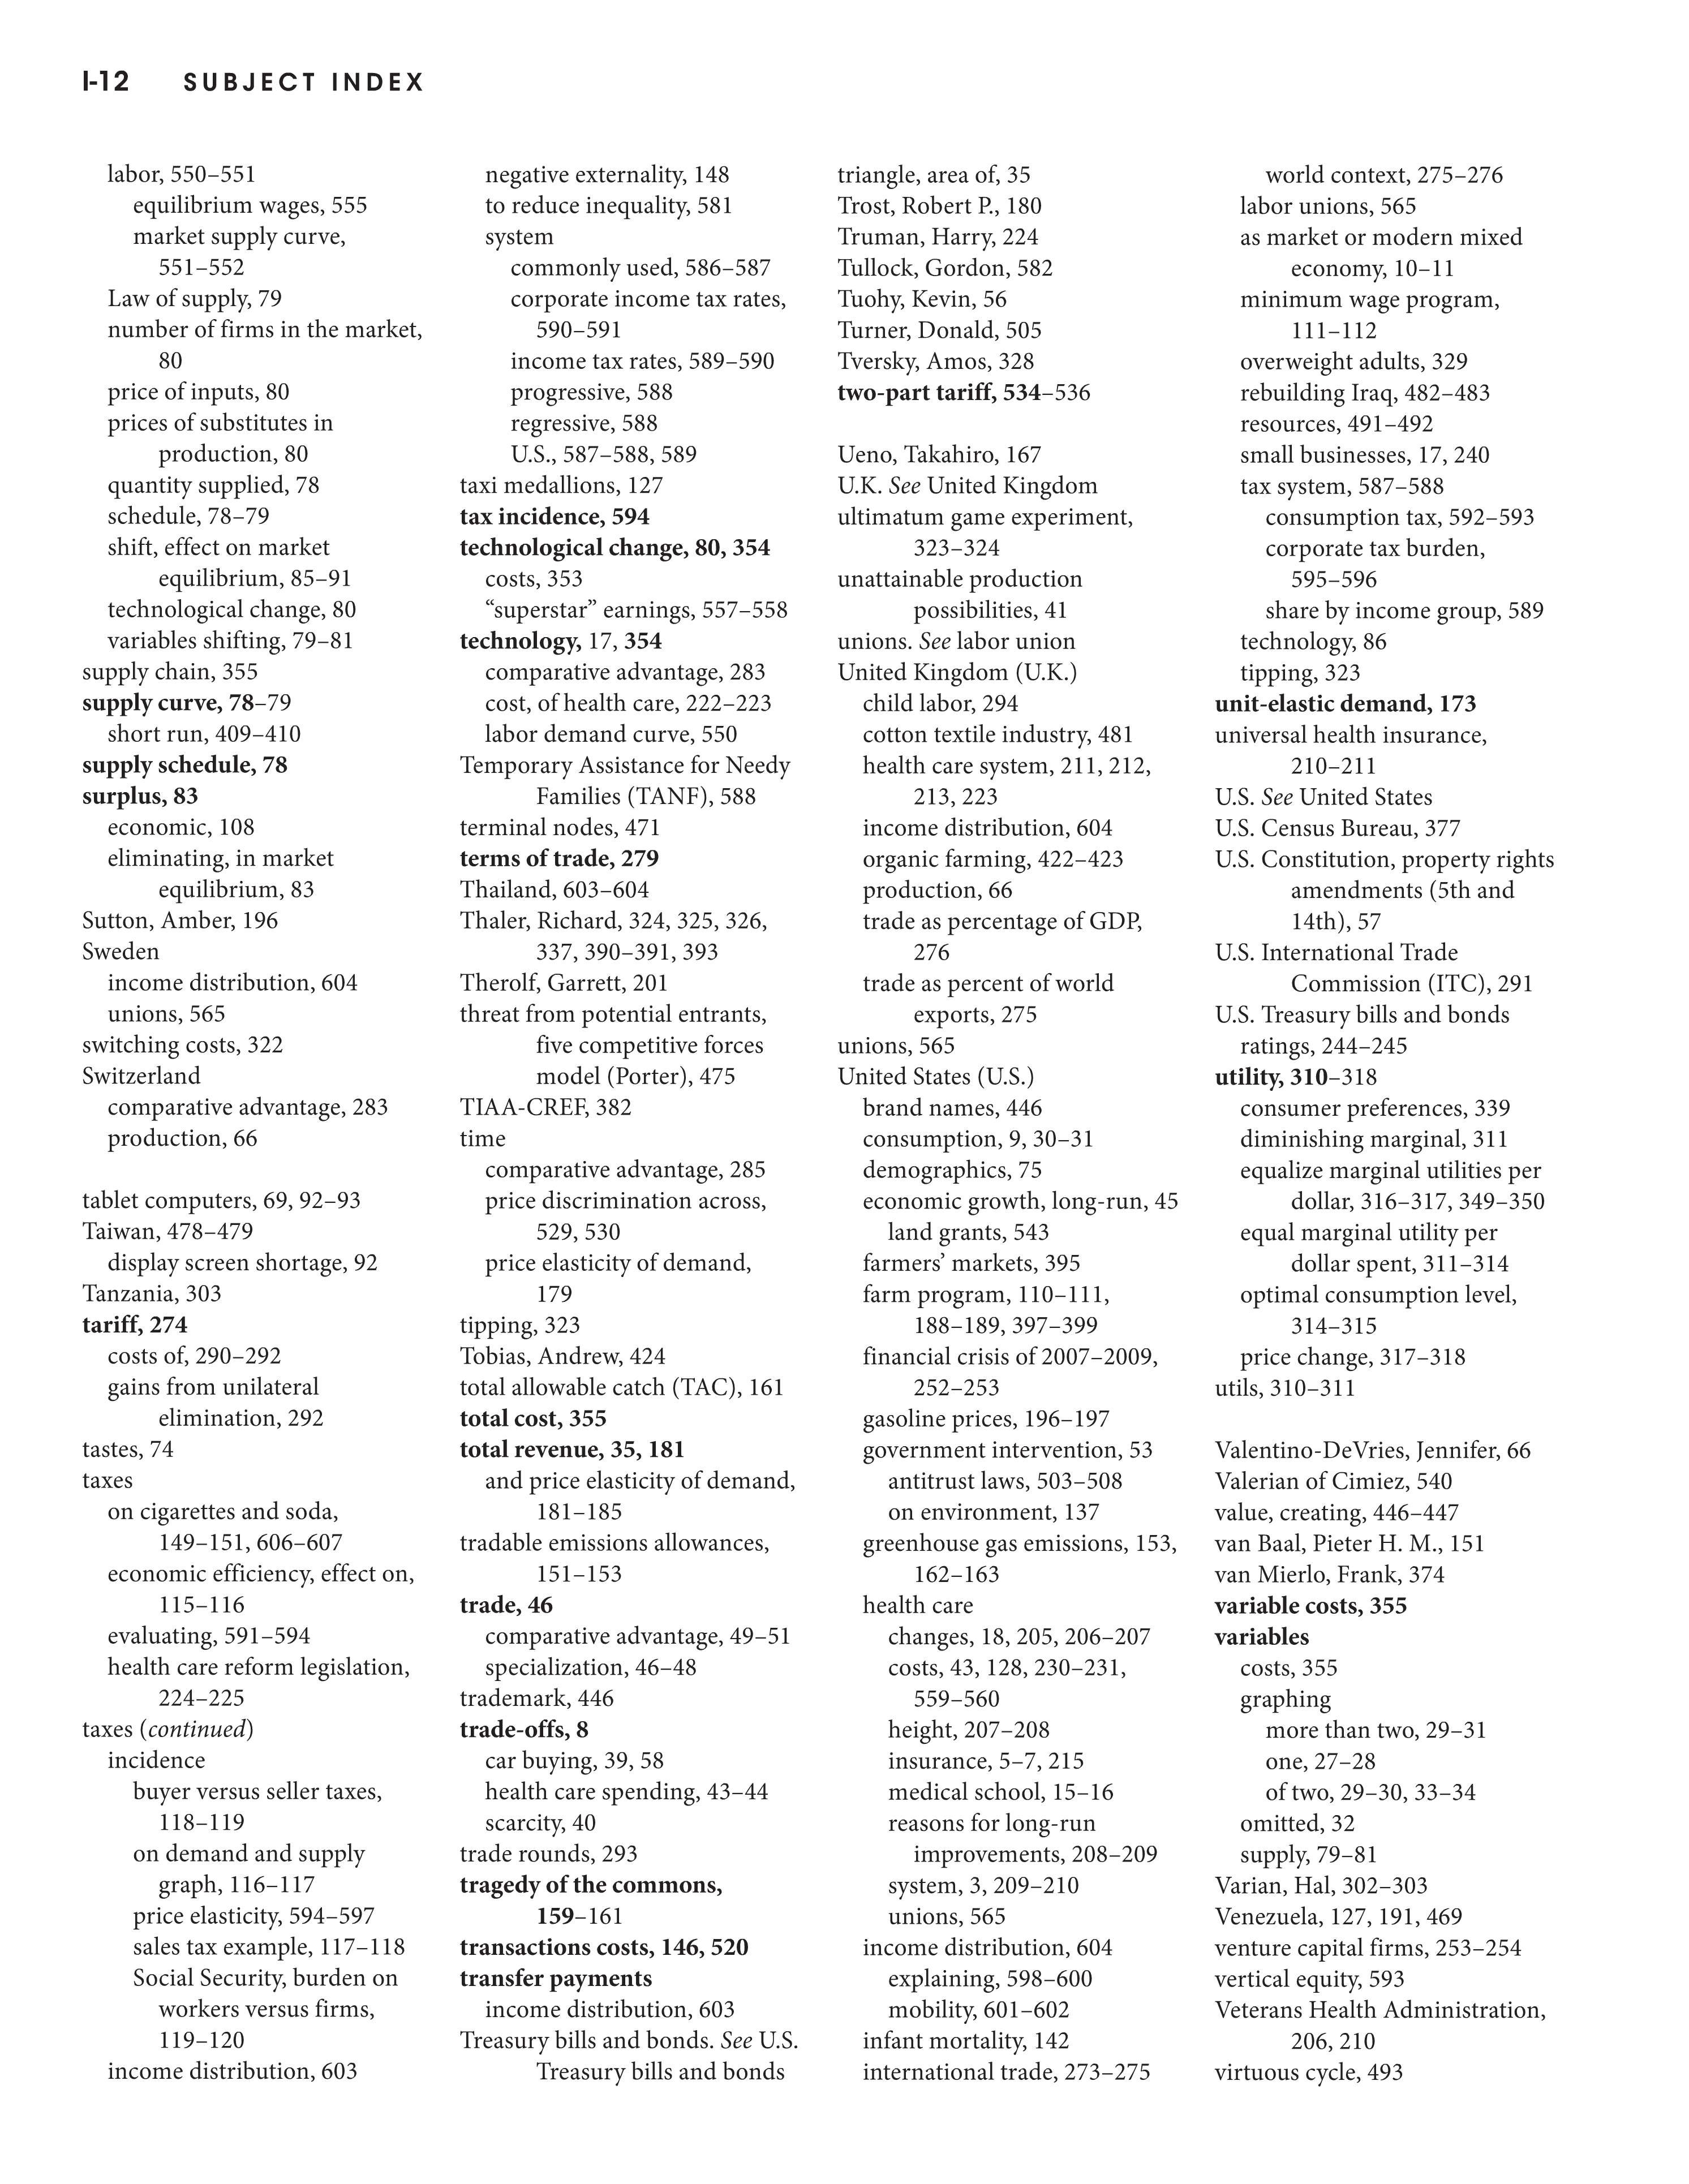 I-12 SUBJECT INDEX
labor, 550–551
equilibrium wages, 555
market supply curve,
551–552
Law of supply, 79
number of firms in the market,
80
price of inputs, 80
prices of substitutes in
production, 80
quantity supplied, 78
schedule, 78–79
shift, effect on market
equilibrium, 85–91
technological change, 80
variables shifting, 79–81
supply chain, 355
supply curve, 78–79
short run, 409–410
supply schedule, 78
surplus, 83
economic, 108
eliminating, in market
equilibrium, 83
Sutton, Amber, 196
Sweden
income distribution, 604
unions, 565
switching costs, 322
Switzerland
comparative advantage, 283
production, 66
tablet computers, 69, 92–93
Taiwan, 478–479
display screen shortage, 92
Tanzania, 303
tariff, 274
costs of, 290–292
gains from unilateral
elimination, 292
tastes, 74
taxes
on cigarettes and soda,
149–151, 606–607
economic efficiency, effect on,
115–116
evaluating, 591–594
health care reform legislation,
224–225
taxes (continued)
incidence
buyer versus seller taxes,
118–119
on demand and supply
graph, 116–117
price elasticity, 594–597
sales tax example, 117–118
Social Security, burden on
workers versus firms,
119–120
income distribution, 603
negative externality, 148
to reduce inequality, 581
system
commonly used, 586–587
corporate income tax rates,
590–591
income tax rates, 589–590
progressive, 588
regressive, 588
U.S., 587–588, 589
taxi medallions, 127
tax incidence, 594
technological change, 80, 354
costs, 353
“superstar” earnings, 557–558
technology, 17, 354
comparative advantage, 283
cost, of health care, 222–223
labor demand curve, 550
Temporary Assistance for Needy
Families (TANF), 588
terminal nodes, 471
terms of trade, 279
Thailand, 603–604
Thaler, Richard, 324, 325, 326,
337, 390–391, 393
Therolf, Garrett, 201
threat from potential entrants,
five competitive forces
model (Porter), 475
TIAA-CREF, 382
time
comparative advantage, 285
price discrimination across,
529, 530
price elasticity of demand,
179
tipping, 323
Tobias, Andrew, 424
total allowable catch (TAC), 161
total cost, 355
total revenue, 35, 181
and price elasticity of demand,
181–185
tradable emissions allowances,
151–153
trade, 46
comparative advantage, 49–51
specialization, 46–48
trademark, 446
trade-offs, 8
car buying, 39, 58
health care spending, 43–44
scarcity, 40
trade rounds, 293
tragedy of the commons,
159–161
transactions costs, 146, 520
transfer payments
income distribution, 603
Treasury bills and bonds. See U.S.
Treasury bills and bonds
triangle, area of, 35
Trost, Robert P., 180
Truman, Harry, 224
Tullock, Gordon, 582
Tuohy, Kevin, 56
Turner, Donald, 505
Tversky, Amos, 328
two-part tariff, 534–536
Ueno, Takahiro, 167
U.K. See United Kingdom
ultimatum game experiment,
323–324
unattainable production
possibilities, 41
unions. See labor union
United Kingdom (U.K.)
child labor, 294
cotton textile industry, 481
health care system, 211, 212,
213, 223
income distribution, 604
organic farming, 422–423
production, 66
trade as percentage of GDP,
276
trade as percent of world
exports, 275
unions, 565
United States (U.S.)
brand names, 446
consumption, 9, 30–31
demographics, 75
economic growth, long-run, 45
land grants, 543
farmers’ markets, 395
farm program, 110–111,
188–189, 397–399
financial crisis of 2007–2009,
252–253
gasoline prices, 196–197
government intervention, 53
antitrust laws, 503–508
on environment, 137
greenhouse gas emissions, 153,
162–163
health care
changes, 18, 205, 206–207
costs, 43, 128, 230–231,
559–560
height, 207–208
insurance, 5–7, 215
medical school, 15–16
reasons for long-run
improvements, 208–209
system, 3, 209–210
unions, 565
income distribution, 604
explaining, 598–600
mobility, 601–602
infant mortality, 142
international trade, 273–275
world context, 275–276
labor unions, 565
as market or modern mixed
economy, 10–11
minimum wage program,
111–112
overweight adults, 329
rebuilding Iraq, 482–483
resources, 491–492
small businesses, 17, 240
tax system, 587–588
consumption tax, 592–593
corporate tax burden,
595–596
share by income group, 589
technology, 86
tipping, 323
unit-elastic demand, 173
universal health insurance,
210–211
U.S. See United States
U.S. Census Bureau, 377
U.S. Constitution, property rights
amendments (5th and
14th), 57
U.S. International Trade
Commission (ITC), 291
U.S. Treasury bills and bonds
ratings, 244–245
utility, 310–318
consumer preferences, 339
diminishing marginal, 311
equalize marginal utilities per
dollar, 316–317, 349–350
equal marginal utility per
dollar spent, 311–314
optimal consumption level,
314–315
price change, 317–318
utils, 310–311
Valentino-DeVries, Jennifer, 66
Valerian of Cimiez, 540
value, creating, 446–447
van Baal, Pieter H. M., 151
van Mierlo, Frank, 374
variable costs, 355
variables
costs, 355
graphing
more than two, 29–31
one, 27–28
of two, 29–30, 33–34
omitted, 32
supply, 79–81
Varian, Hal, 302–303
Venezuela, 127, 191, 469
venture capital firms, 253–254
vertical equity, 593
Veterans Health Administration,
206, 210
virtuous cycle, 493